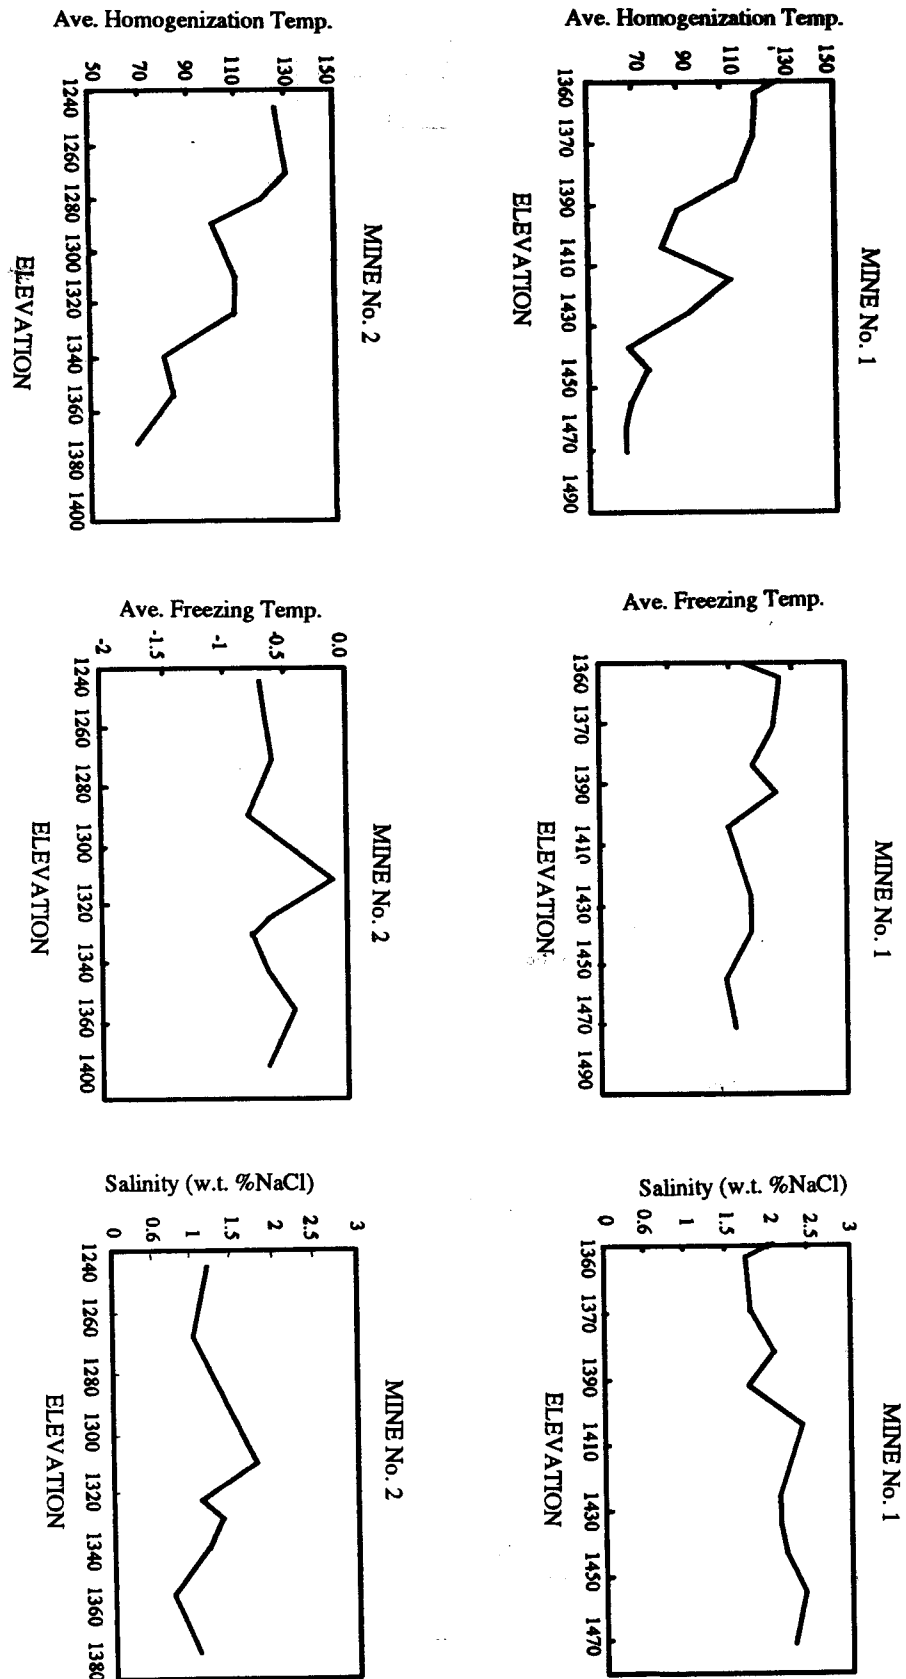 MINE No. 1
Ave. Homogenization Temp.
150
130
110
90
70
1360 1370 1390 1410 1430 1450 1470 1490
ELEVATION
MINE No. 1
Ave. Freezing Temp.
1360 1370 1390 1410 1430 1450 1470 1490
ELEVATION
MINE No. 1
Salinity (w.t. %NaCl)
3
2.5
2
1.5
1
0.6
0
1360 1370 1390 1410 1430 1450 1470
ELEVATION
MINE No. 2
Ave. Homogenization Temp.
150
130
110
90
70
50
1240 1260 1280 1300 1320 1340 1360 1380 1400
ELEVATION
MINE No. 2
Ave. Freezing Temp.
0.0
-0.5
-1
-1.5
-2
1240 1260 1280 1300 1320 1340 1360 1400
ELEVATION
MINE No. 2
Salinity (w.t. %NaCl)
3
2.5
2
1.5
1
0.6
0
1240 1260 1280 1300 1320 1340 1360 1380
ELEVATION